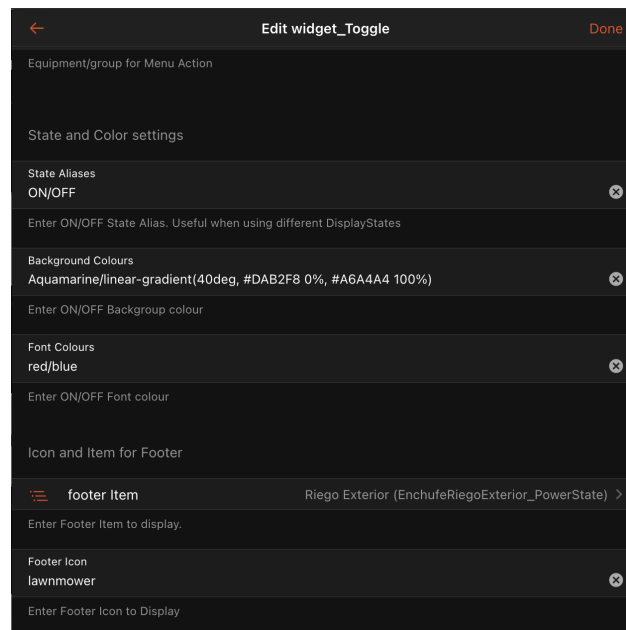 Edit widget_Toggle
Done
Equipment/group for Menu Action
State and Color settings
State Aliases
ON/OFF
Enter ON/OFF State Alias. Useful when using different DisplayStates
Background Colours
Aquamarine/linear-gradient(40deg, #DAB2F8 0%, #A6A4A4 100%)
Enter ON/OFF Backgroup colour
Font Colours
red/blue
Enter ON/OFF Font colour
Icon and Item for Footer
footer Item Riego Exterior (EnchufeRiegoExterior_PowerState)
Enter Footer Item to display.
Footer Icon
lawnmower
Enter Footer Icon to Display